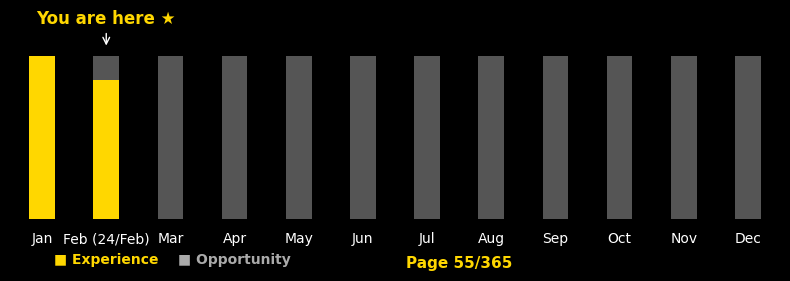 You are here ★
Jan Feb (24/Feb) Mar Apr May Jun Jul Aug Sep Oct Nov Dec
■ Experience ■ Opportunity Page 55/365